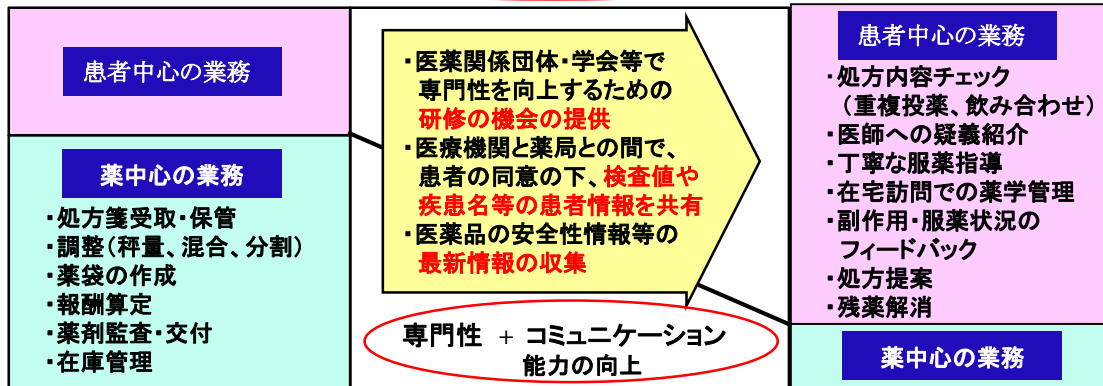 患者中心の業務
薬中心の業務
・処方箋受取・保管
・調整（秤量、混合、分割）
・薬袋の作成
・報酬算定
・薬剤監査・交付
・在庫管理
・医薬関係団体・学会等で
専門性を向上するための
研修の機会の提供
・医療機関と薬局との間で、
患者の同意の下、検査値や
疾患名等の患者情報を共有
・医薬品の安全性情報等の
最新情報の収集
専門性 + コミュニケーション
能力の向上
患者中心の業務
・処方内容チェック
（重複投薬、飲み合わせ）
・医師への疑義紹介
・丁寧な服薬指導
・在宅訪問での薬学管理
・副作用・服薬状況の
フィードバック
・処方提案
・残薬解消
薬中心の業務